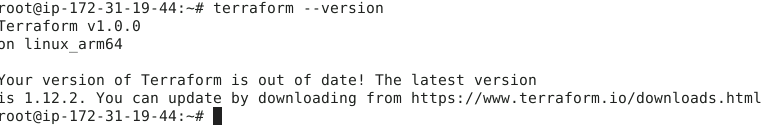 root@ip-172-31-19-44:~# terraform --version
Terraform v1.0.0
on linux_arm64
Your version of Terraform is out of date! The latest version
is 1.12.2. You can update by downloading from https://www.terraform.io/downloads.html
root@ip-172-31-19-44:~#